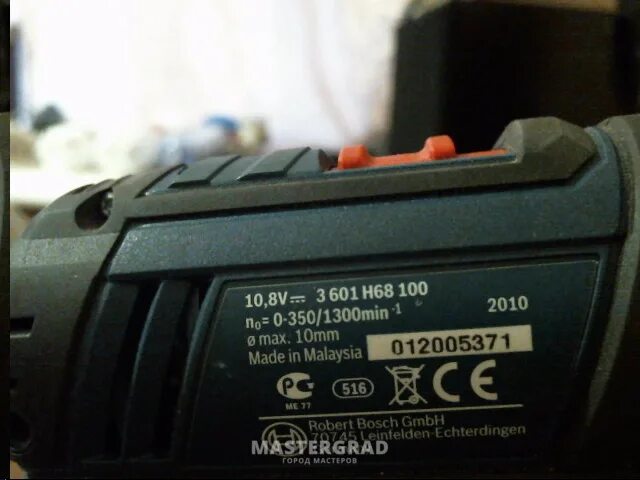 10,8V⎓ 3 601 H68 100
n₀= 0-350/1300min⁻¹
2010
ø max. 10mm
Made in Malaysia
012005371
РС
ME 77
516
CE
Robert Bosch GmbH
70745 Leinfelden-Echterdingen
MASTERGRAD
ГОРОД МАСТЕРОВ